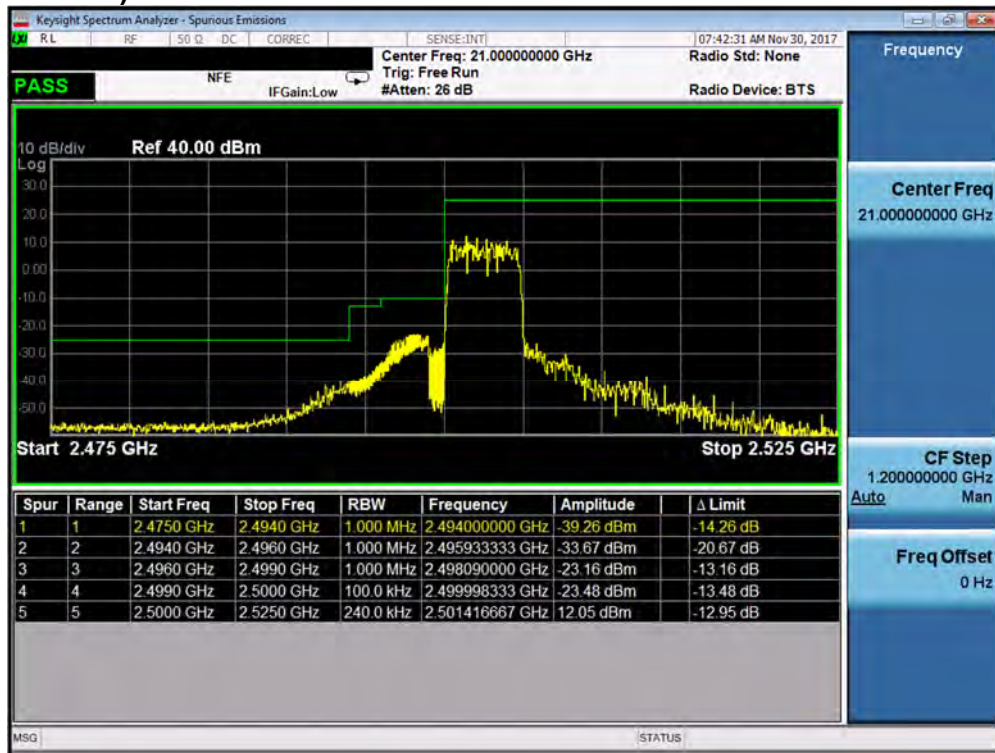 Keysight Spectrum Analyzer - Spurious Emissions
RL RF 50 Ω DC CORREC SENSE:INT 07:42:31 AM Nov 30, 2017
Center Freq: 21.000000000 GHz Radio Std: None
Trig: Free Run
PASS NFE IFGain:Low #Atten: 26 dB Radio Device: BTS
Frequency
10 dB/div Ref 40.00 dBm
Log
30.0
20.0
10.0
0.00
-10.0
-20.0
-30.0
-40.0
-50.0
Start 2.475 GHz Stop 2.525 GHz
Center Freq
21.000000000 GHz
CF Step
1.200000000 GHz
Auto Man
Freq Offset
0 Hz
Spur Range Start Freq Stop Freq RBW Frequency Amplitude Δ Limit
1 1 2.4750 GHz 2.4940 GHz 1.000 MHz 2.494000000 GHz -39.26 dBm -14.26 dB
2 2 2.4940 GHz 2.4960 GHz 1.000 MHz 2.495933333 GHz -33.67 dBm -20.67 dB
3 3 2.4960 GHz 2.4990 GHz 1.000 MHz 2.498090000 GHz -23.16 dBm -13.16 dB
4 4 2.4990 GHz 2.5000 GHz 100.0 kHz 2.499998333 GHz -23.48 dBm -13.48 dB
5 5 2.5000 GHz 2.5250 GHz 240.0 kHz 2.501416667 GHz 12.05 dBm -12.95 dB
MSG STATUS